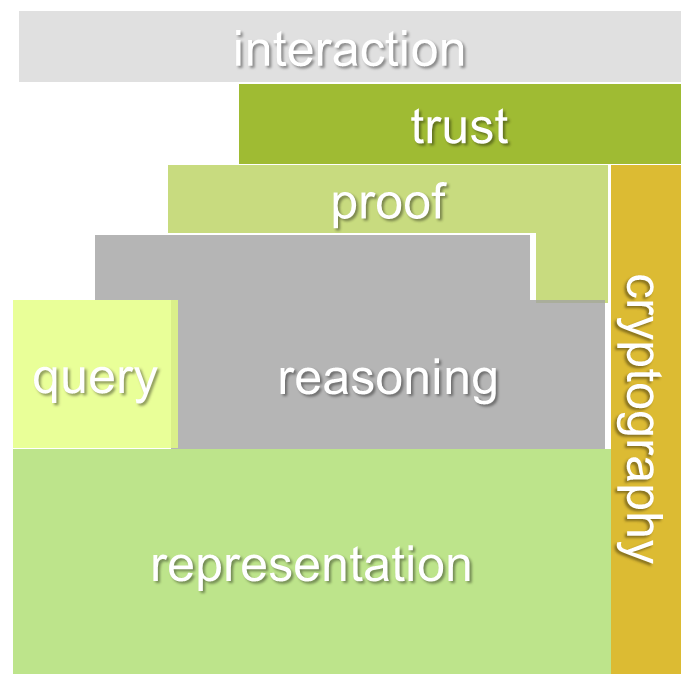 interaction
trust
proof
cryptography
query
reasoning
representation